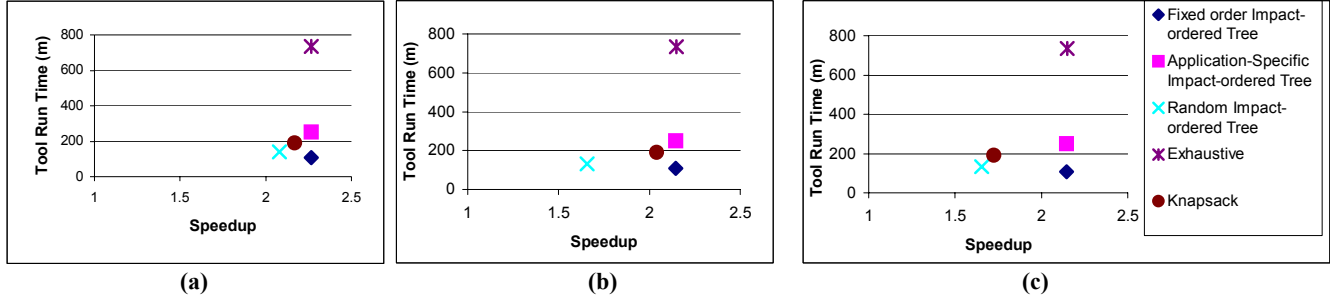 800
600
400
200
0
Tool Run Time (m)
1
1.5
2
2.5
Speedup
(a)
800
600
400
200
0
Tool Run Time (m)
1
1.5
2
2.5
Speedup
(b)
800
600
400
200
0
Tool Run Time (m)
1
1.5
2
2.5
Speedup
(c)
Fixed order Impact-
ordered Tree
Application-Specific
Impact-ordered Tree
Random Impact-
ordered Tree
Exhaustive
Knapsack